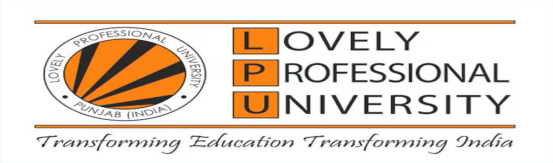 LOVELY PROFESSIONAL UNIVERSITY
PUNJAB (INDIA)
LOVELY
PROFESSIONAL
UNIVERSITY
Transforming Education Transforming India